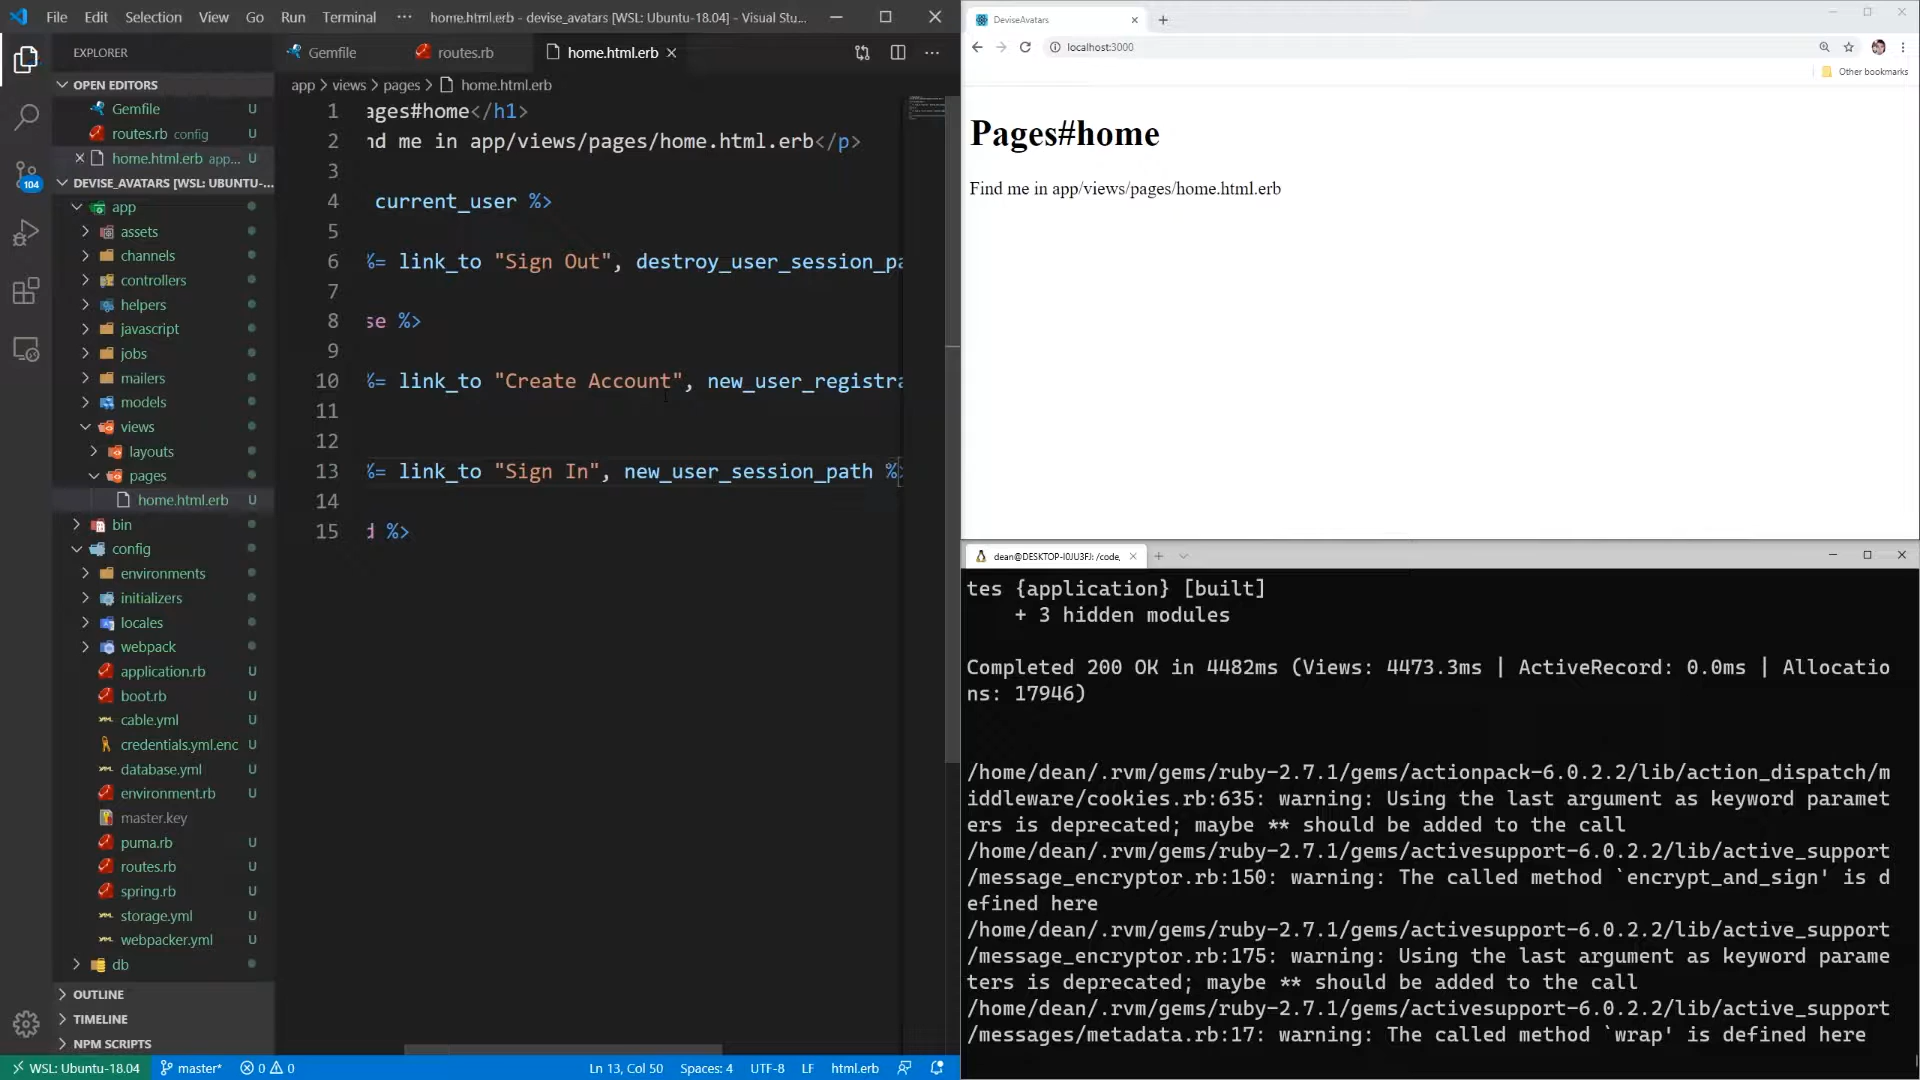 File Edit Selection View Go Run Terminal ··· home.html.erb - devise_avatars [WSL: Ubuntu-18.04] - Visual Stu...
EXPLORER
OPEN EDITORS
Gemfile U
routes.rb config U
home.html.erb app... U
DEVISE_AVATARS [WSL: UBUNTU-...
app
assets
channels
controllers
helpers
javascript
jobs
mailers
models
views
layouts
pages
home.html.erb U
bin
config
environments
initializers
locales
webpack
application.rb U
boot.rb U
cable.yml U
credentials.yml.enc U
database.yml U
environment.rb U
master.key
puma.rb U
routes.rb U
spring.rb U
storage.yml U
webpacker.yml U
db
OUTLINE
TIMELINE
NPM SCRIPTS
104
Gemfile routes.rb home.html.erb
app > views > pages > home.html.erb
1 ages#home</h1>
2 nd me in app/views/pages/home.html.erb</p>
3
4 current_user %>
5
6 %= link_to "Sign Out", destroy_user_session_pa
7
8 se %>
9
10 %= link_to "Create Account", new_user_registra
11
12
13 %= link_to "Sign In", new_user_session_path %>
14
15 d %>
WSL: Ubuntu-18.04 master* 0 0 Ln 13, Col 50 Spaces: 4 UTF-8 LF html.erb
DeviseAvatars
localhost:3000
Other bookmarks
Pages#home
Find me in app/views/pages/home.html.erb
dean@DESKTOP-I0JU3FJ: /code,
tes {application} [built]
+ 3 hidden modules
Completed 200 OK in 4482ms (Views: 4473.3ms | ActiveRecord: 0.0ms | Allocatio
ns: 17946)
/home/dean/.rvm/gems/ruby-2.7.1/gems/actionpack-6.0.2.2/lib/action_dispatch/m
iddleware/cookies.rb:635: warning: Using the last argument as keyword paramet
ers is deprecated; maybe ** should be added to the call
/home/dean/.rvm/gems/ruby-2.7.1/gems/activesupport-6.0.2.2/lib/active_support
/message_encryptor.rb:150: warning: The called method `encrypt_and_sign' is d
efined here
/home/dean/.rvm/gems/ruby-2.7.1/gems/activesupport-6.0.2.2/lib/active_support
/message_encryptor.rb:175: warning: Using the last argument as keyword parame
ters is deprecated; maybe ** should be added to the call
/home/dean/.rvm/gems/ruby-2.7.1/gems/activesupport-6.0.2.2/lib/active_support
/messages/metadata.rb:17: warning: The called method `wrap' is defined here